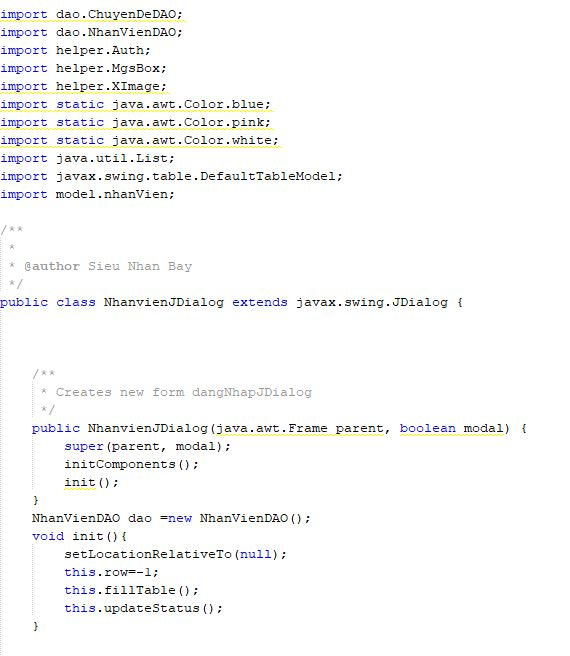 import dao.ChuyenDeDAO;
import dao.NhanVienDAO;
import helper.Auth;
import helper.MgsBox;
import helper.XImage;
import static java.awt.Color.blue;
import static java.awt.Color.pink;
import static java.awt.Color.white;
import java.util.List;
import javax.swing.table.DefaultTableModel;
import model.nhanVien;
/**
 *
 * @author Sieu Nhan Bay
 */
public class NhanvienJDialog extends javax.swing.JDialog {
    /**
     * Creates new form dangNhapJDialog
     */
    public NhanvienJDialog(java.awt.Frame parent, boolean modal) {
        super(parent, modal);
        initComponents();
        init();
    }
    NhanVienDAO dao =new NhanVienDAO();
    void init(){
        setLocationRelativeTo(null);
        this.row=-1;
        this.fillTable();
        this.updateStatus();
    }